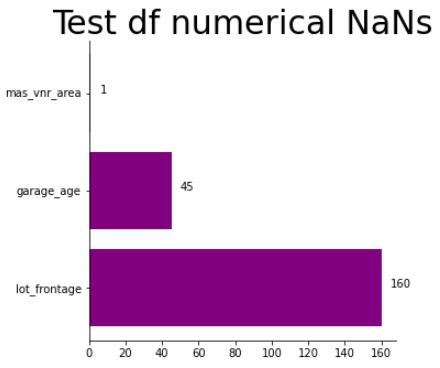 Test df numerical NaNs
mas_vnr_area
1
garage_age
45
lot_frontage
160
0 20 40 60 80 100 120 140 160